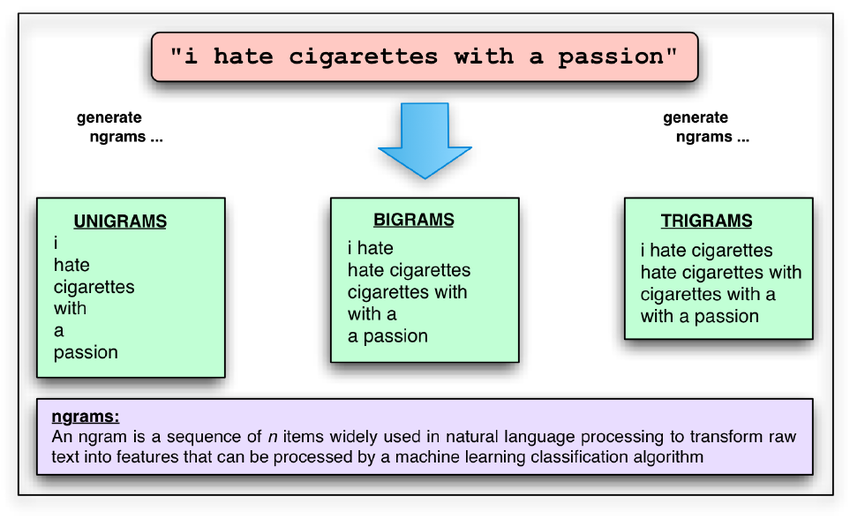 "i hate cigarettes with a passion"
generate
ngrams ...
generate
ngrams ...
UNIGRAMS
i
hate
cigarettes
with
a
passion
BIGRAMS
i hate
hate cigarettes
cigarettes with
with a
a passion
TRIGRAMS
i hate cigarettes
hate cigarettes with
cigarettes with a
with a passion
ngrams:
An ngram is a sequence of n items widely used in natural language processing to transform raw
text into features that can be processed by a machine learning classification algorithm